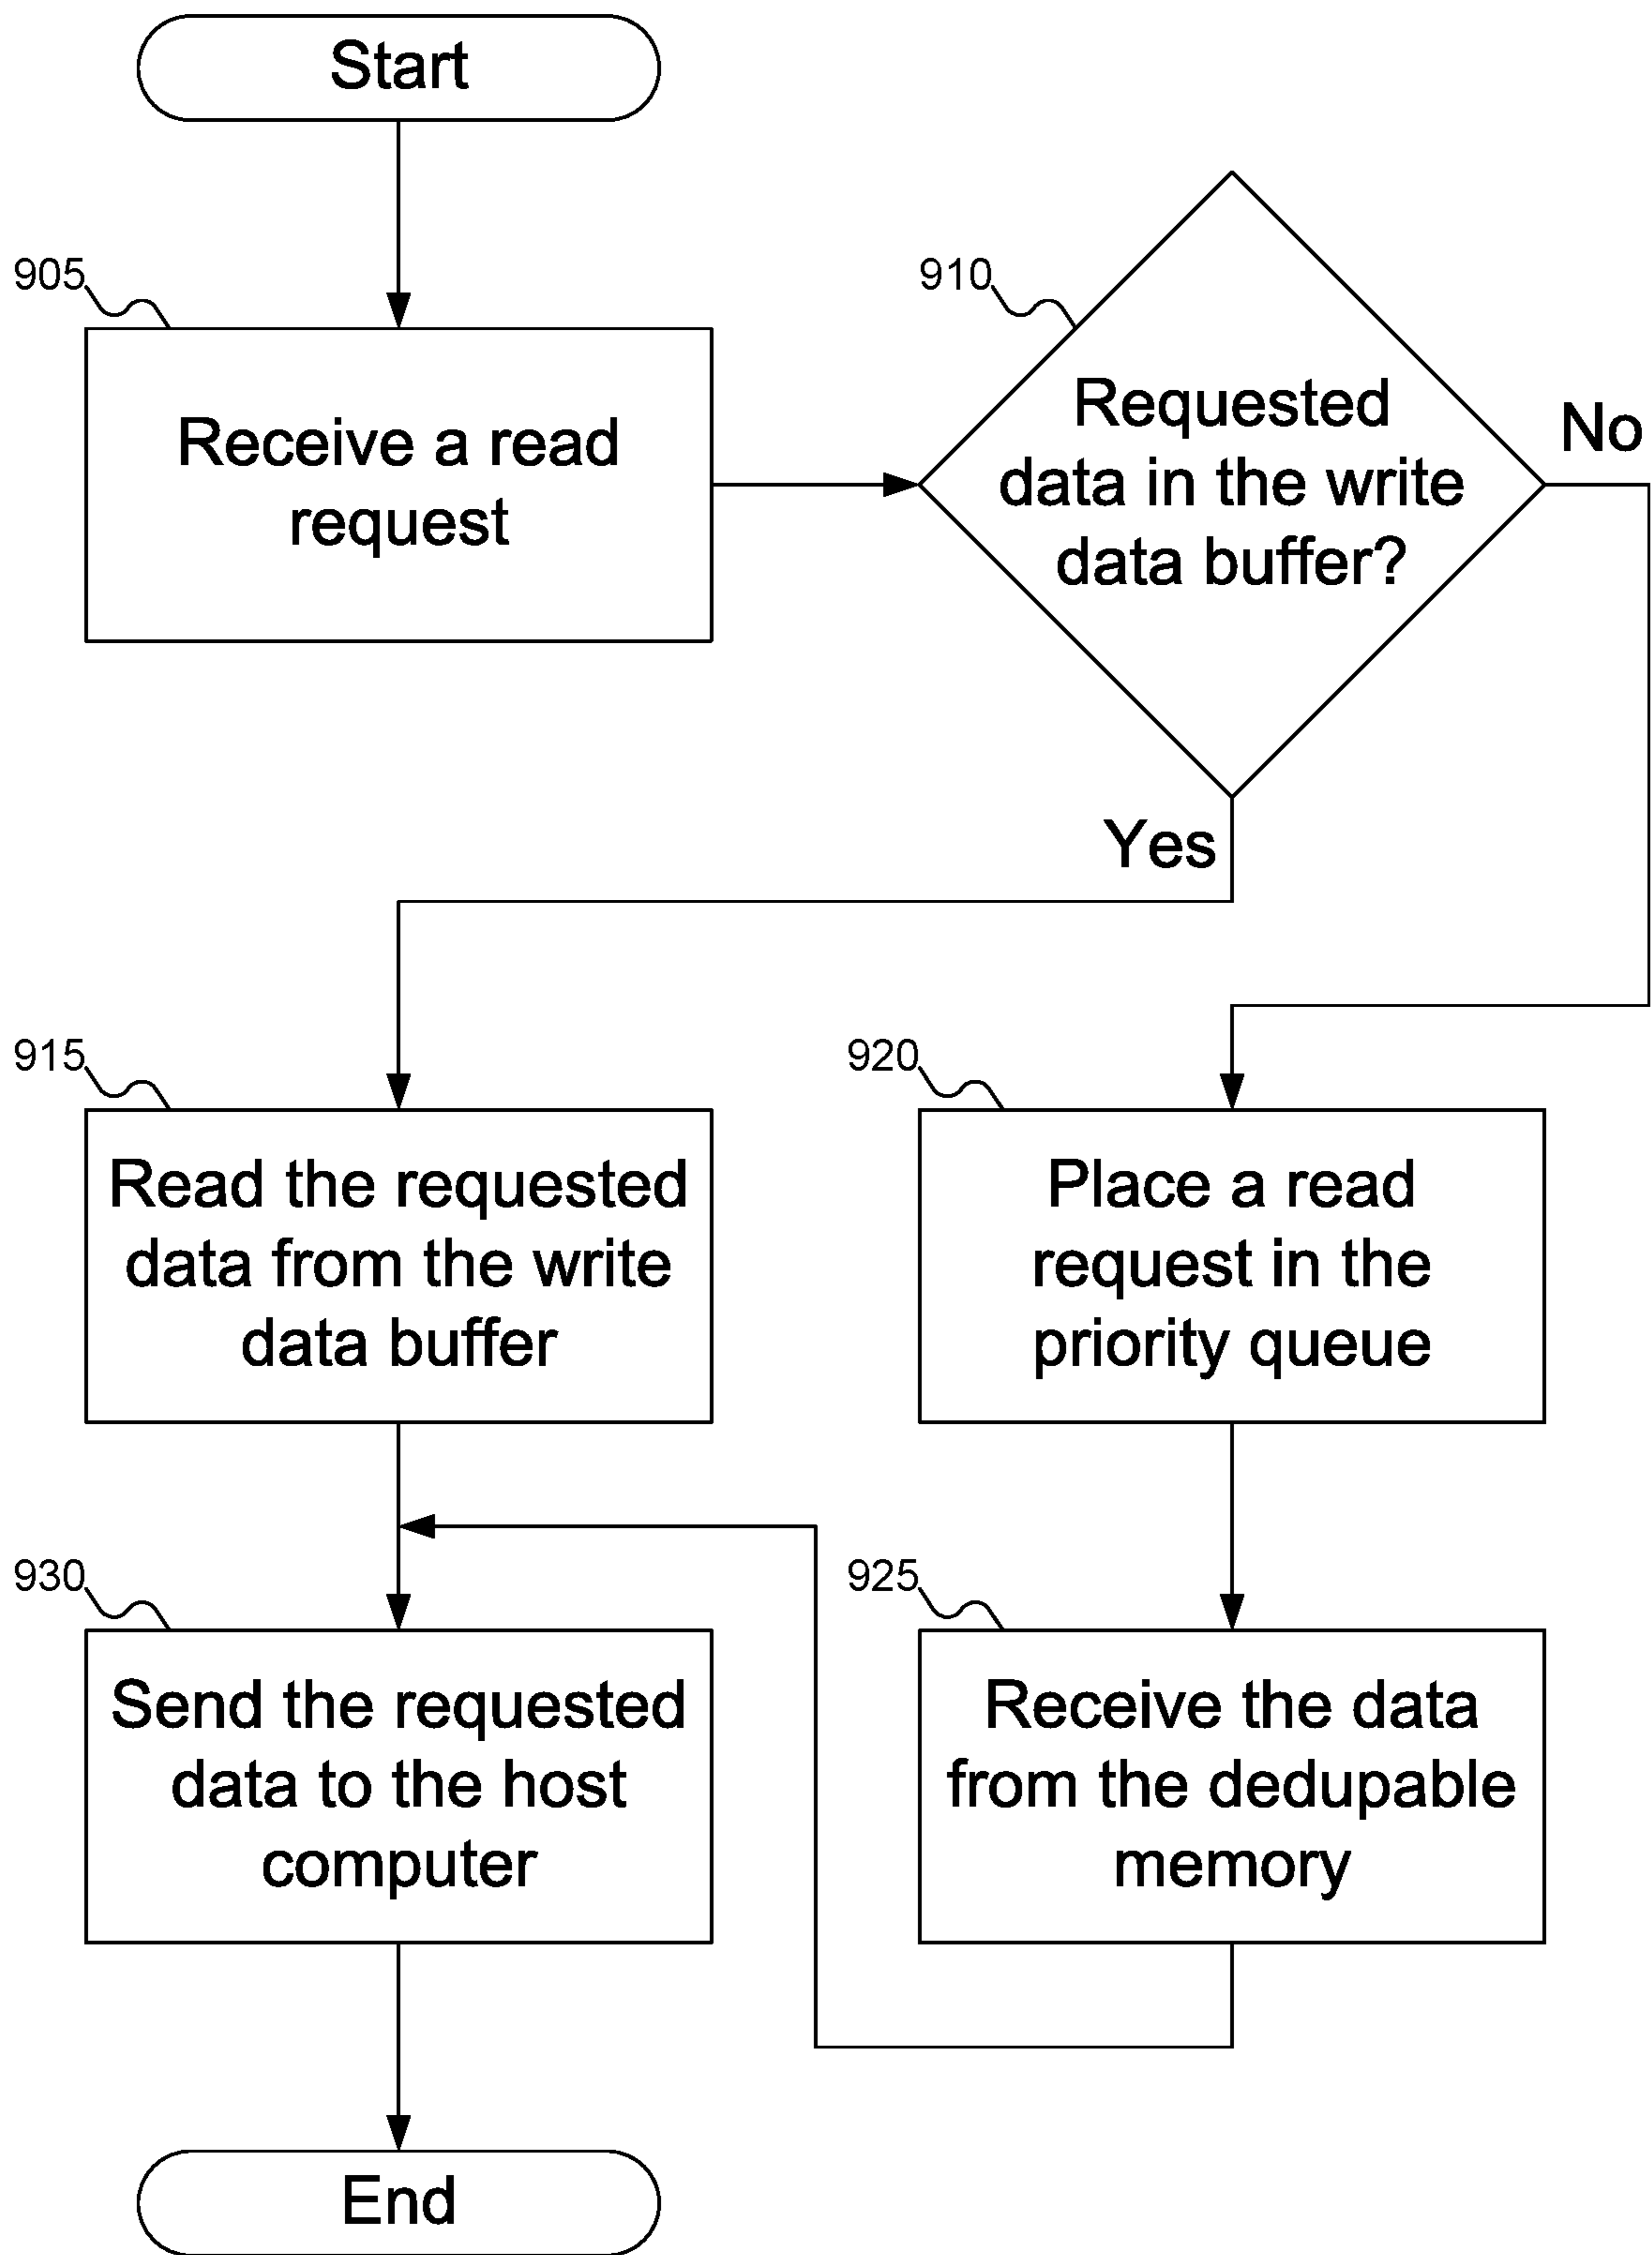 Start
905
Receive a read
request
910
Requested
data in the write
data buffer?
No
Yes
915
Read the requested
data from the write
data buffer
920
Place a read
request in the
priority queue
930
Send the requested
data to the host
computer
925
Receive the data
from the dedupable
memory
End